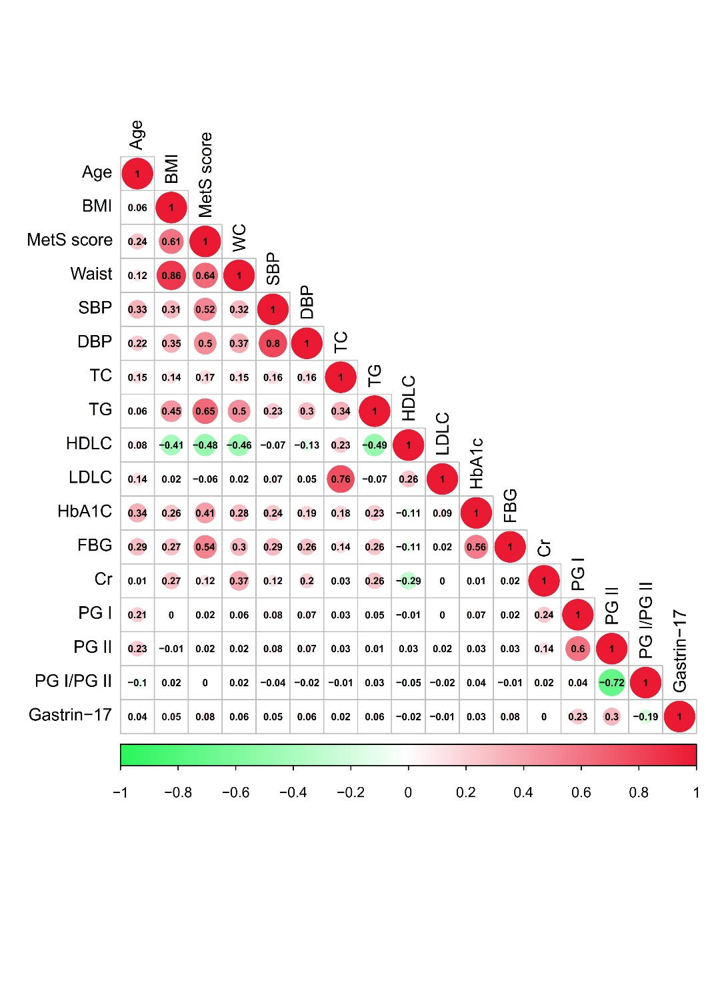 Age
BMI
MetS score
WC
SBP
DBP
TC
TG
HDLC
LDLC
HbA1c
FBG
Cr
PG I
PG II
PG I/PG II
Gastrin−17
Age 1
BMI 0.06 1
MetS score 0.24 0.61 1
Waist 0.12 0.86 0.64 1
SBP 0.33 0.31 0.52 0.32 1
DBP 0.22 0.35 0.5 0.37 0.8 1
TC 0.15 0.14 0.17 0.15 0.16 0.16 1
TG 0.06 0.45 0.65 0.5 0.23 0.3 0.34 1
HDLC 0.08 −0.41 −0.48 −0.46 −0.07 −0.13 0.23 −0.49 1
LDLC 0.14 0.02 −0.06 0.02 0.07 0.05 0.76 −0.07 0.26 1
HbA1C 0.34 0.26 0.41 0.28 0.24 0.19 0.18 0.23 −0.11 0.09 1
FBG 0.29 0.27 0.54 0.3 0.29 0.26 0.14 0.26 −0.11 0.02 0.56 1
Cr 0.01 0.27 0.12 0.37 0.12 0.2 0.03 0.26 −0.29 0 0.01 0.02 1
PG I 0.21 0 0.02 0.06 0.08 0.07 0.03 0.05 −0.01 0 0.07 0.02 0.24 1
PG II 0.23 −0.01 0.02 0.02 0.08 0.07 0.03 0.01 0.03 0.02 0.03 0.03 0.14 0.6 1
PG I/PG II −0.1 0.02 0 0.02 −0.04 −0.02 −0.01 0.03 −0.05 −0.02 0.04 −0.01 0.02 0.04 −0.72 1
Gastrin−17 0.04 0.05 0.08 0.06 0.05 0.06 0.02 0.06 −0.02 −0.01 0.03 0.08 0 0.23 0.3 −0.19 1
−1 −0.8 −0.6 −0.4 −0.2 0 0.2 0.4 0.6 0.8 1